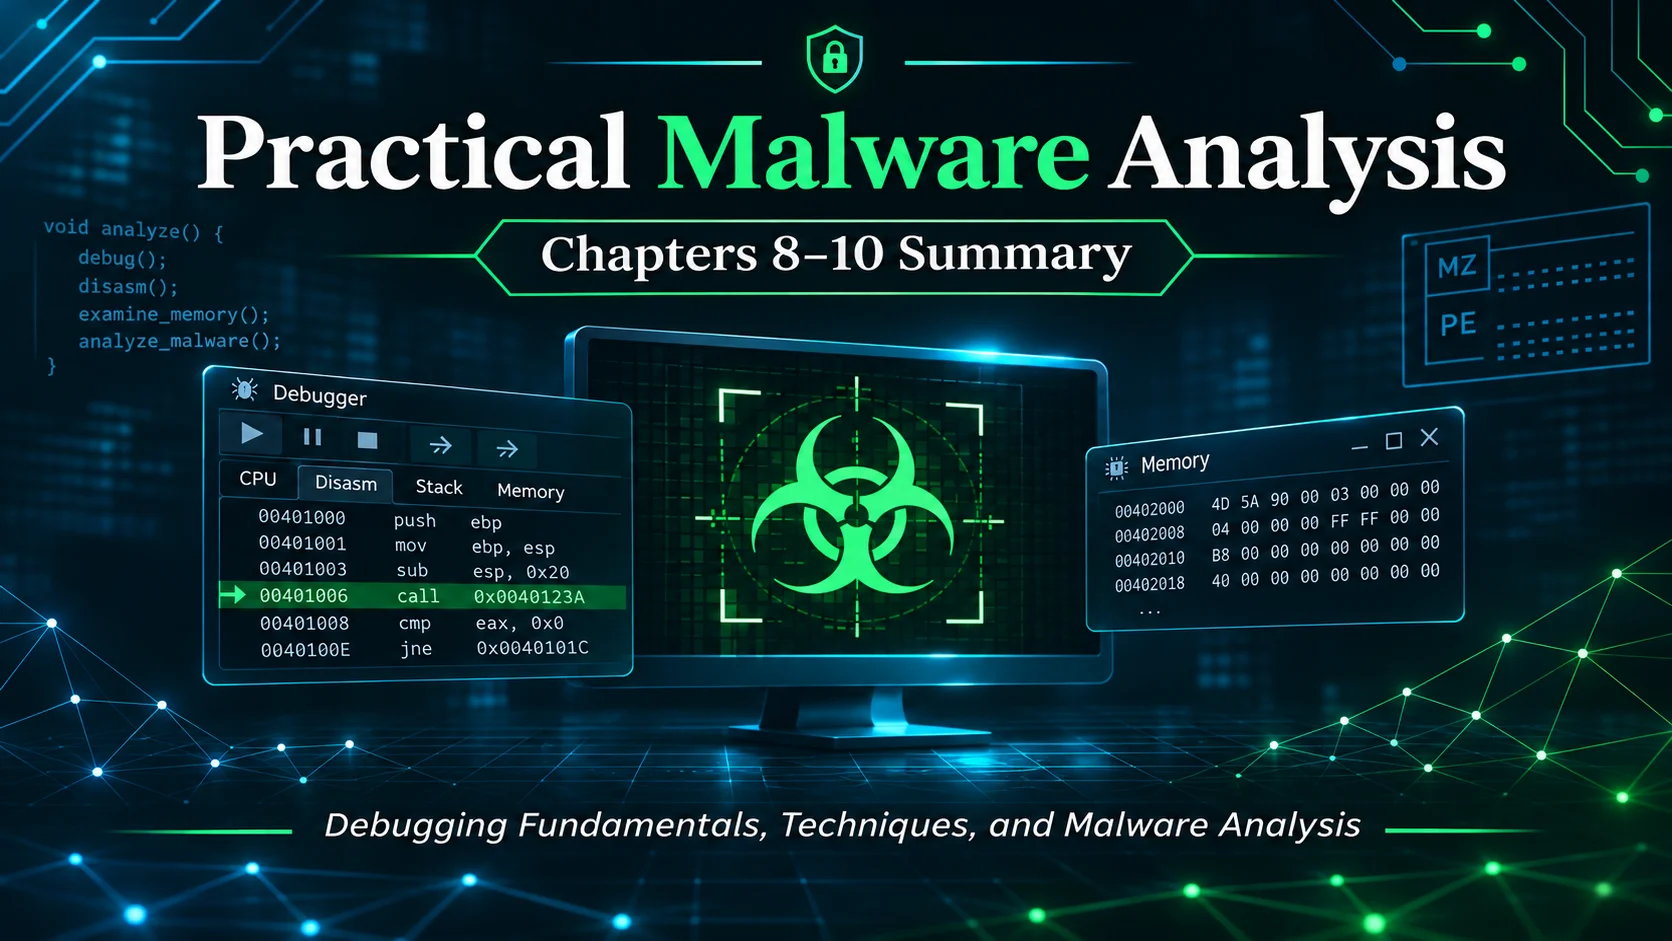 Practical Malware Analysis
Chapters 8–10 Summary
void analyze() {
debug();
disasm();
examine_memory();
analyze_malware();
}
MZ
PE
Debugger
CPU Disasm Stack Memory
00401000 push ebp
00401001 mov ebp, esp
00401003 sub esp, 0x20
00401006 call 0x0040123A
00401008 cmp eax, 0x0
0040100E jne 0x0040101C
Memory
00402000 4D 5A 90 00 03 00 00 00
00402008 04 00 00 00 FF FF 00 00
00402010 B8 00 00 00 00 00 00 00
00402018 40 00 00 00 00 00 00 00
...
Debugging Fundamentals, Techniques, and Malware Analysis